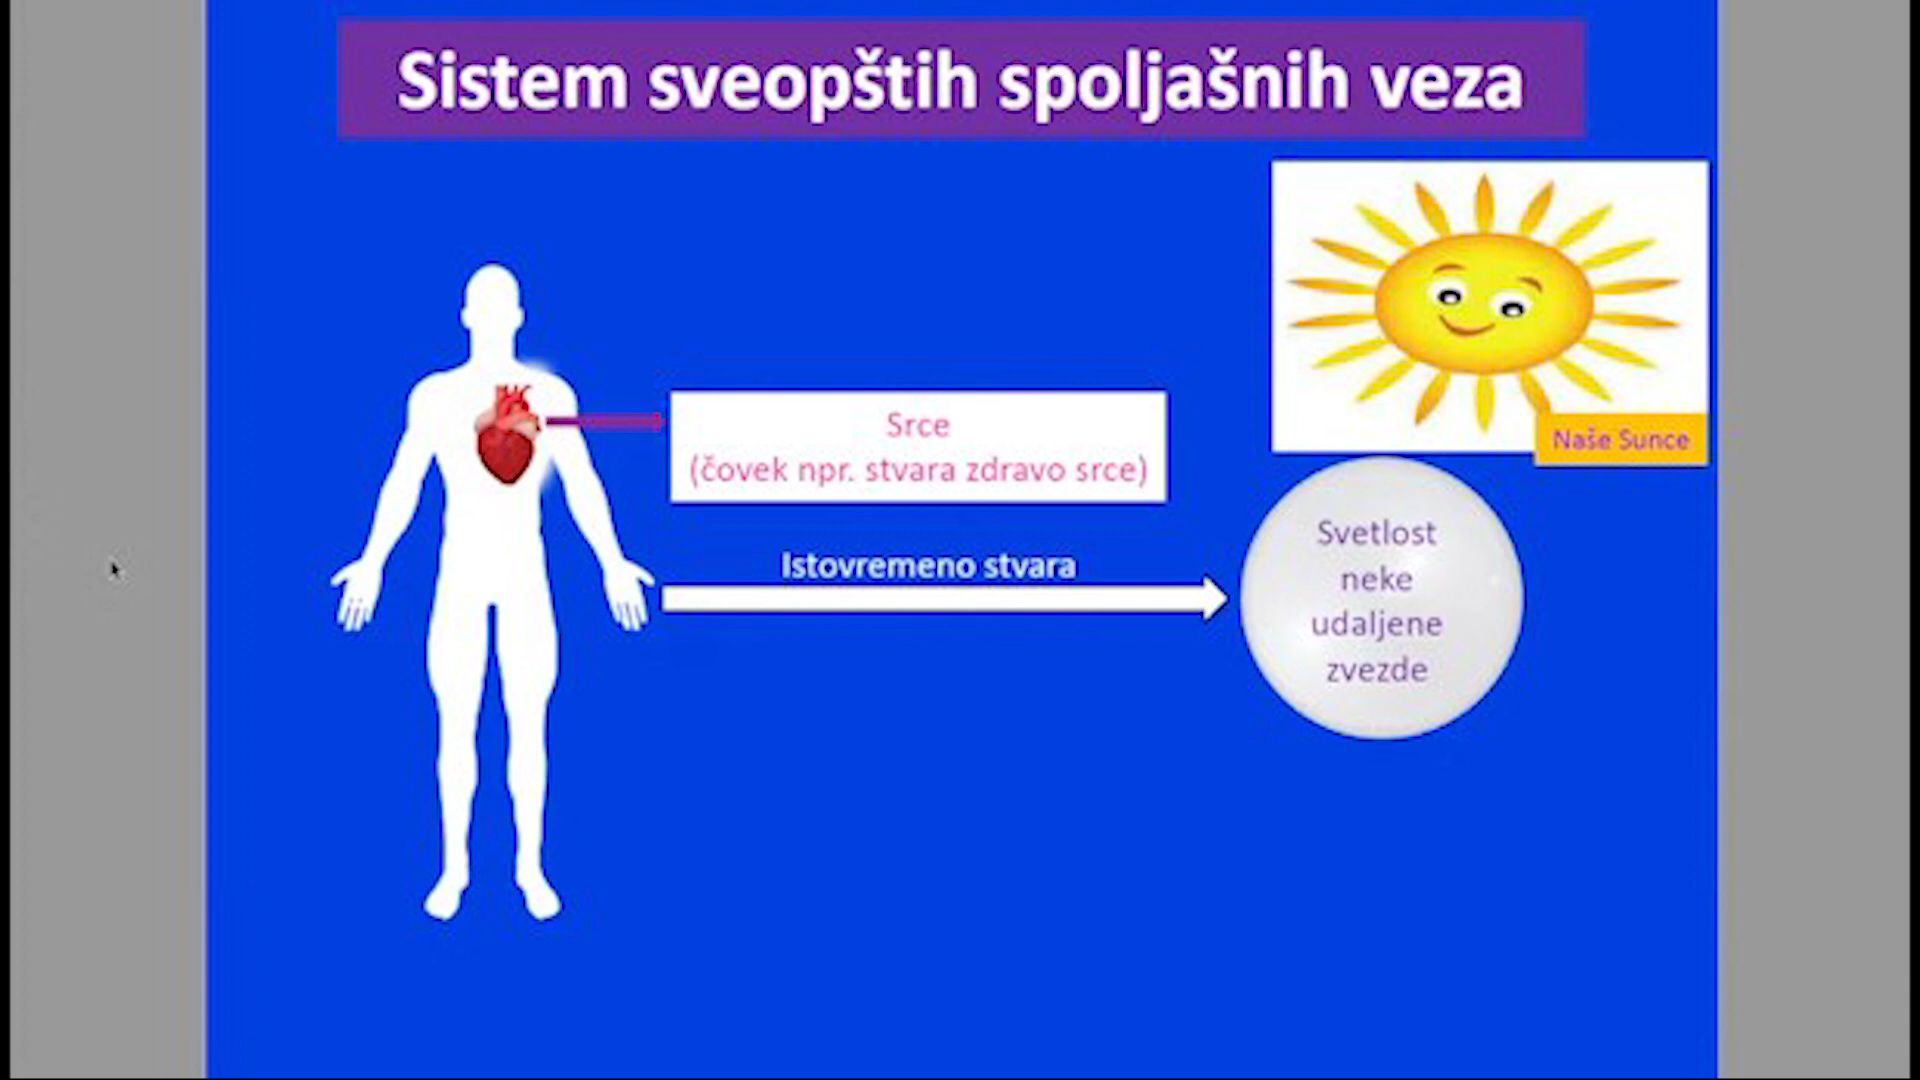 Sistem sveopštih spoljašnih veza
Naše Sunce
Srce
(čovek npr. stvara zdravo srce)
Istovremeno stvara
Svetlost
neke
udaljene
zvezde